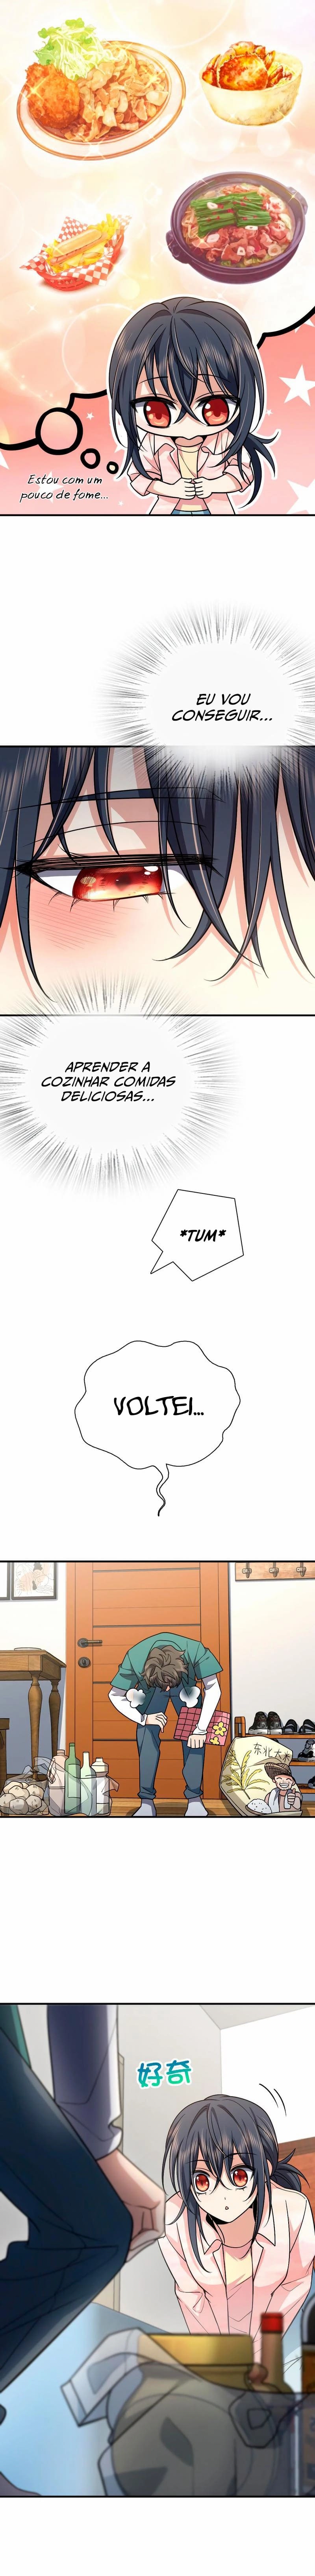 Estou com um
pouco de fome...
EU VOU
CONSEGUIR...
APRENDER A
COZINHAR COMIDAS
DELICIOSAS...
*TUM*
VOLTEI...
东北大米
好奇